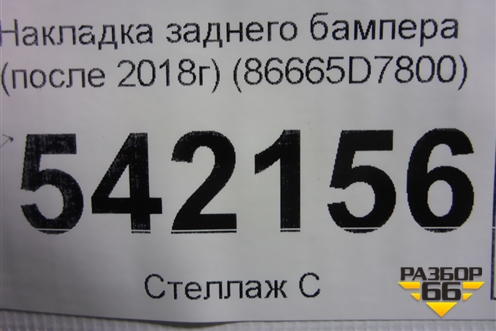 Накладка заднего бампера
(после 2018г) (86665D7800)
542156
Стеллаж С
РАЗБОР
66